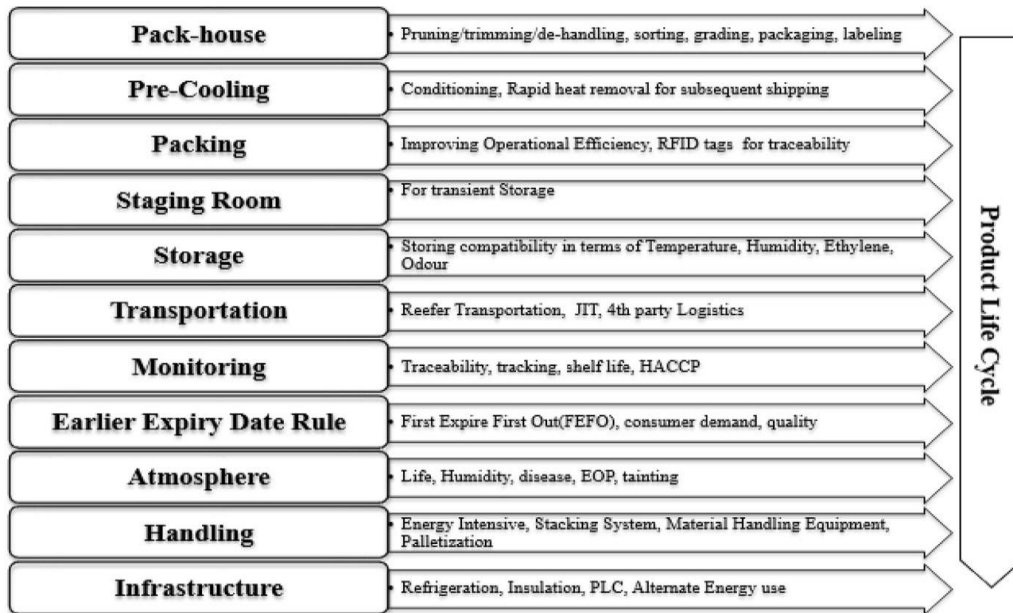 Pack-house
• Pruning/trimming/de-handling, sorting, grading, packaging, labeling
Pre-Cooling
• Conditioning, Rapid heat removal for subsequent shipping
Packing
• Improving Operational Efficiency, RFID tags for traceability
Staging Room
• For transient Storage
Storage
• Storing compatibility in terms of Temperature, Humidity, Ethylene,
Odour
Transportation
• Reefer Transportation, JIT, 4th party Logistics
Monitoring
• Traceability, tracking, shelf life, HACCP
Earlier Expiry Date Rule
• First Expire First Out(FEFO), consumer demand, quality
Atmosphere
• Life, Humidity, disease, EOP, tainting
Handling
• Energy Intensive, Stacking System, Material Handling Equipment,
Palletization
Infrastructure
• Refrigeration, Insulation, PLC, Alternate Energy use
Product Life Cycle